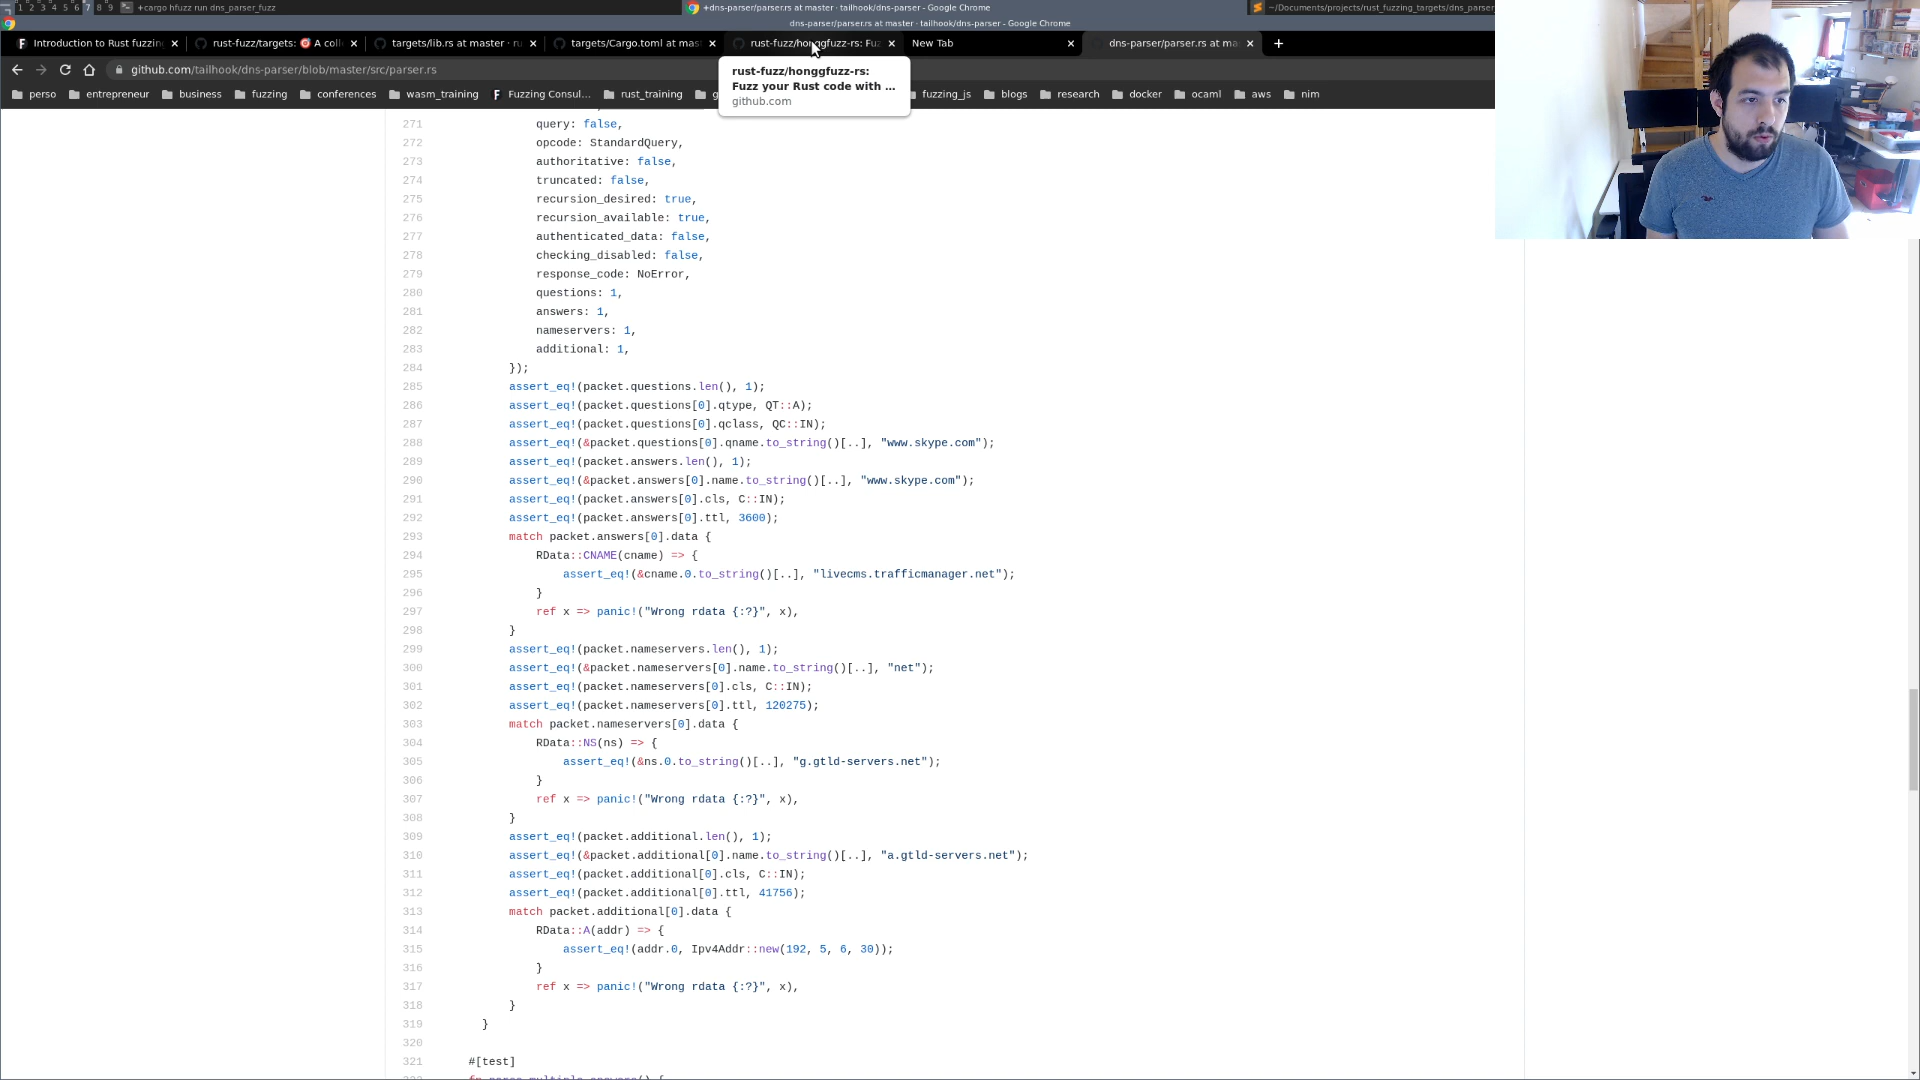 1 2 3 4 5 6 7 8 9 +cargo hfuzz run dns_parser_fuzz
+dns-parser/parser.rs at master · tailhook/dns-parser - Google Chrome
~/Documents/projects/rust_fuzzing_targets/dns_parser
dns-parser/parser.rs at master · tailhook/dns-parser - Google Chrome
Introduction to Rust fuzzing
rust-fuzz/targets: 🎯 A coll
targets/lib.rs at master · ru
targets/Cargo.toml at mast
rust-fuzz/honggfuzz-rs: Fuz
New Tab
dns-parser/parser.rs at ma
github.com/tailhook/dns-parser/blob/master/src/parser.rs
rust-fuzz/honggfuzz-rs:
Fuzz your Rust code with ...
github.com
perso entrepreneur business fuzzing conferences wasm_training Fuzzing Consul... rust_training g fuzzing_js blogs research docker ocaml aws nim
271 query: false,
272 opcode: StandardQuery,
273 authoritative: false,
274 truncated: false,
275 recursion_desired: true,
276 recursion_available: true,
277 authenticated_data: false,
278 checking_disabled: false,
279 response_code: NoError,
280 questions: 1,
281 answers: 1,
282 nameservers: 1,
283 additional: 1,
284 });
285 assert_eq!(packet.questions.len(), 1);
286 assert_eq!(packet.questions[0].qtype, QT::A);
287 assert_eq!(packet.questions[0].qclass, QC::IN);
288 assert_eq!(&packet.questions[0].qname.to_string()[..], "www.skype.com");
289 assert_eq!(packet.answers.len(), 1);
290 assert_eq!(&packet.answers[0].name.to_string()[..], "www.skype.com");
291 assert_eq!(packet.answers[0].cls, C::IN);
292 assert_eq!(packet.answers[0].ttl, 3600);
293 match packet.answers[0].data {
294 RData::CNAME(cname) => {
295 assert_eq!(&cname.0.to_string()[..], "livecms.trafficmanager.net");
296 }
297 ref x => panic!("Wrong rdata {:?}", x),
298 }
299 assert_eq!(packet.nameservers.len(), 1);
300 assert_eq!(&packet.nameservers[0].name.to_string()[..], "net");
301 assert_eq!(packet.nameservers[0].cls, C::IN);
302 assert_eq!(packet.nameservers[0].ttl, 120275);
303 match packet.nameservers[0].data {
304 RData::NS(ns) => {
305 assert_eq!(&ns.0.to_string()[..], "g.gtld-servers.net");
306 }
307 ref x => panic!("Wrong rdata {:?}", x),
308 }
309 assert_eq!(packet.additional.len(), 1);
310 assert_eq!(&packet.additional[0].name.to_string()[..], "a.gtld-servers.net");
311 assert_eq!(packet.additional[0].cls, C::IN);
312 assert_eq!(packet.additional[0].ttl, 41756);
313 match packet.additional[0].data {
314 RData::A(addr) => {
315 assert_eq!(addr.0, Ipv4Addr::new(192, 5, 6, 30));
316 }
317 ref x => panic!("Wrong rdata {:?}", x),
318 }
319 }
320
321 #[test]